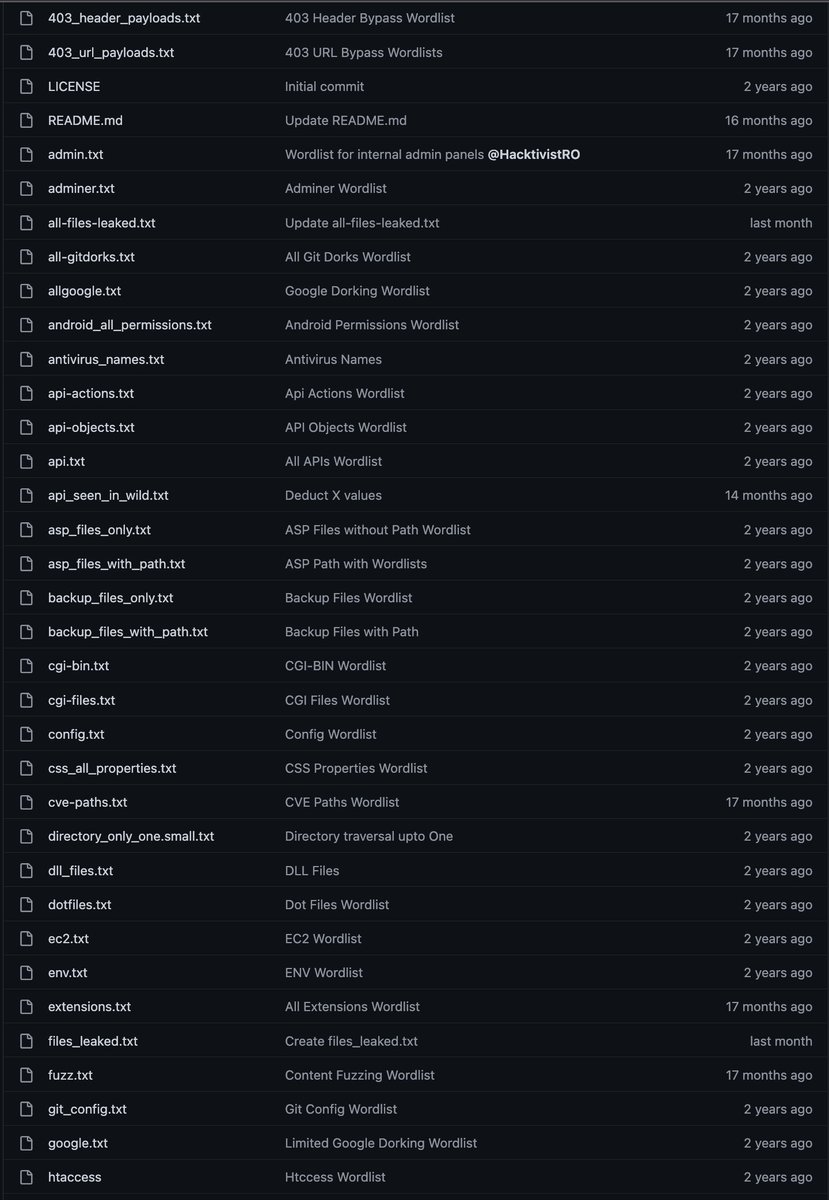 403_header_payloads.txt 403 Header Bypass Wordlist 17 months ago
403_url_payloads.txt 403 URL Bypass Wordlists 17 months ago
LICENSE Initial commit 2 years ago
README.md Update README.md 16 months ago
admin.txt Wordlist for internal admin panels @HacktivistRO 17 months ago
adminer.txt Adminer Wordlist 2 years ago
all-files-leaked.txt Update all-files-leaked.txt last month
all-gitdorks.txt All Git Dorks Wordlist 2 years ago
allgoogle.txt Google Dorking Wordlist 2 years ago
android_all_permissions.txt Android Permissions Wordlist 2 years ago
antivirus_names.txt Antivirus Names 2 years ago
api-actions.txt Api Actions Wordlist 2 years ago
api-objects.txt API Objects Wordlist 2 years ago
api.txt All APIs Wordlist 2 years ago
api_seen_in_wild.txt Deduct X values 14 months ago
asp_files_only.txt ASP Files without Path Wordlist 2 years ago
asp_files_with_path.txt ASP Path with Wordlists 2 years ago
backup_files_only.txt Backup Files Wordlist 2 years ago
backup_files_with_path.txt Backup Files with Path 2 years ago
cgi-bin.txt CGI-BIN Wordlist 2 years ago
cgi-files.txt CGI Files Wordlist 2 years ago
config.txt Config Wordlist 2 years ago
css_all_properties.txt CSS Properties Wordlist 2 years ago
cve-paths.txt CVE Paths Wordlist 17 months ago
directory_only_one.small.txt Directory traversal upto One 2 years ago
dll_files.txt DLL Files 2 years ago
dotfiles.txt Dot Files Wordlist 2 years ago
ec2.txt EC2 Wordlist 2 years ago
env.txt ENV Wordlist 2 years ago
extensions.txt All Extensions Wordlist 17 months ago
files_leaked.txt Create files_leaked.txt last month
fuzz.txt Content Fuzzing Wordlist 17 months ago
git_config.txt Git Config Wordlist 2 years ago
google.txt Limited Google Dorking Wordlist 2 years ago
htaccess Htccess Wordlist 2 years ago